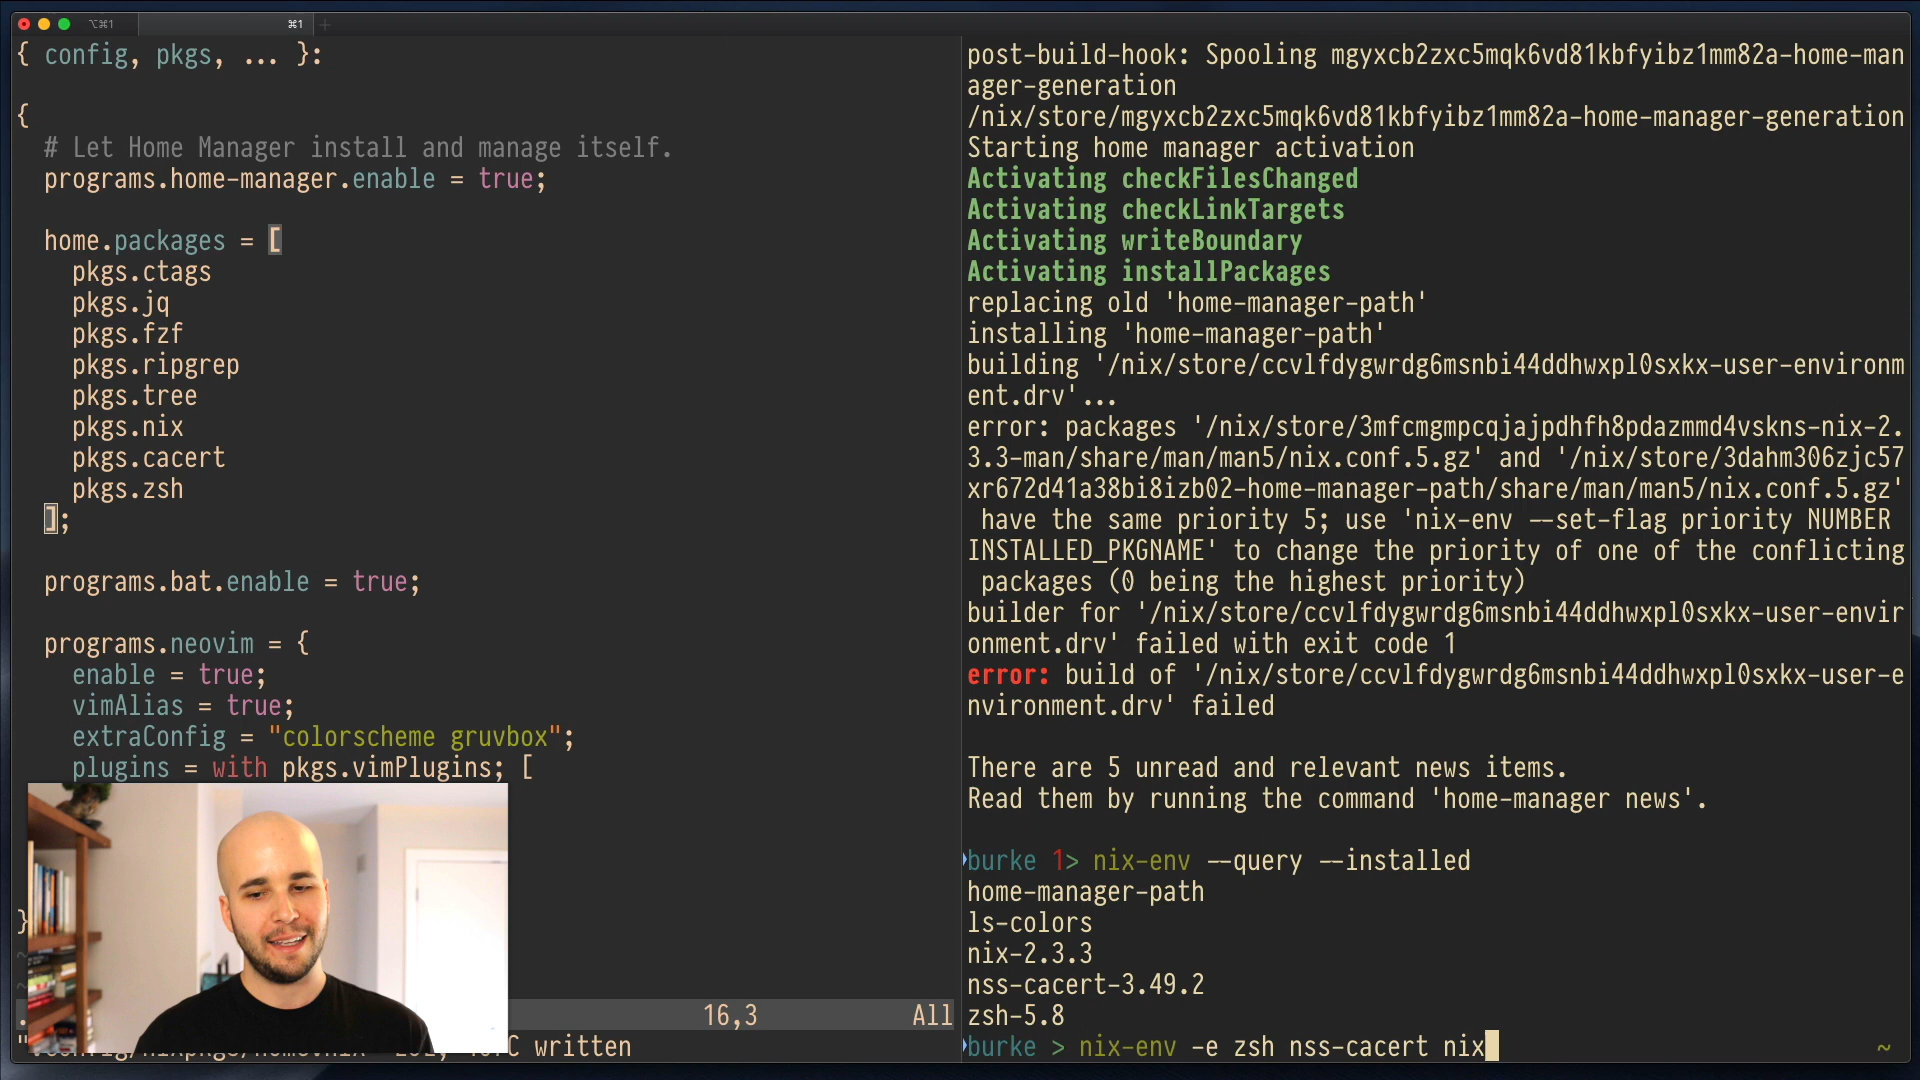 ⌥⌘1
⌘1
{ config, pkgs, ... }:
{
# Let Home Manager install and manage itself.
programs.home-manager.enable = true;
home.packages = [
pkgs.ctags
pkgs.jq
pkgs.fzf
pkgs.ripgrep
pkgs.tree
pkgs.nix
pkgs.cacert
pkgs.zsh
];
programs.bat.enable = true;
programs.neovim = {
enable = true;
vimAlias = true;
extraConfig = "colorscheme gruvbox";
plugins = with pkgs.vimPlugins; [
}
~
~
16,3 All
written
post-build-hook: Spooling mgyxcb2zxc5mqk6vd81kbfyibz1mm82a-home-man
ager-generation
/nix/store/mgyxcb2zxc5mqk6vd81kbfyibz1mm82a-home-manager-generation
Starting home manager activation
Activating checkFilesChanged
Activating checkLinkTargets
Activating writeBoundary
Activating installPackages
replacing old 'home-manager-path'
installing 'home-manager-path'
building '/nix/store/ccvlfdygwrdg6msnbi44ddhwxpl0sxkx-user-environm
ent.drv'...
error: packages '/nix/store/3mfcmgmpcqjajpdhfh8pdazmmd4vskns-nix-2.
3.3-man/share/man/man5/nix.conf.5.gz' and '/nix/store/3dahm306zjc57
xr672d41a38bi8izb02-home-manager-path/share/man/man5/nix.conf.5.gz'
have the same priority 5; use 'nix-env --set-flag priority NUMBER
INSTALLED_PKGNAME' to change the priority of one of the conflicting
packages (0 being the highest priority)
builder for '/nix/store/ccvlfdygwrdg6msnbi44ddhwxpl0sxkx-user-envir
onment.drv' failed with exit code 1
error: build of '/nix/store/ccvlfdygwrdg6msnbi44ddhwxpl0sxkx-user-e
nvironment.drv' failed
There are 5 unread and relevant news items.
Read them by running the command 'home-manager news'.
burke 1> nix-env --query --installed
home-manager-path
ls-colors
nix-2.3.3
nss-cacert-3.49.2
zsh-5.8
burke > nix-env -e zsh nss-cacert nix
~